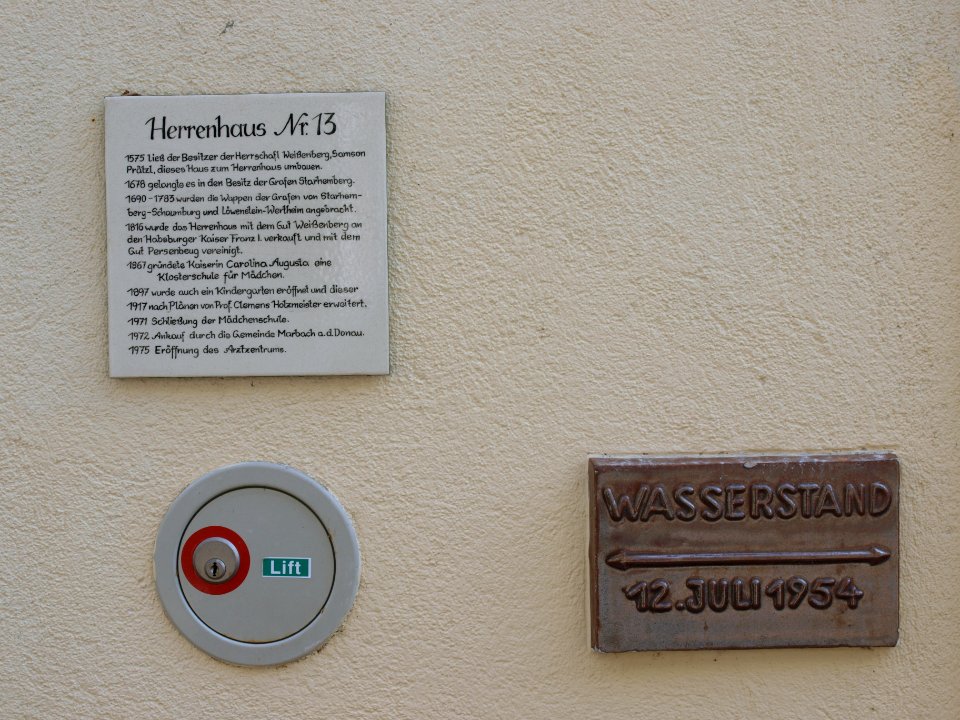 Herrenhaus Nr. 13
1575 ließ der Besitzer der Herrschaft Weißenberg, Samson
Prätzl, dieses Haus zum Herrenhaus umbauen.
1678 gelangte es in den Besitz der Grafen Starhemberg.
1690-1783 wurden die Wappen der Grafen von Starhem-
berg-Schaumburg und Löwenstein-Wertheim angebracht.
1816 wurde das Herrenhaus mit dem Gut Weißenberg an
den Habsburger Kaiser Franz I. verkauft und mit dem
Gut Persenbeug vereinigt.
1867 gründete Kaiserin Carolina Augusta eine
Klosterschule für Mädchen.
1897 wurde auch ein Kindergarten eröffnet und dieser
1917 nach Plänen von Prof. Clemens Holzmeister erweitert.
1971 Schließung der Mädchenschule.
1972 Ankauf durch die Gemeinde Marbach a.d. Donau.
1975 Eröffnung des Arztzentrums.
Lift
WASSERSTAND
12. JULI 1954